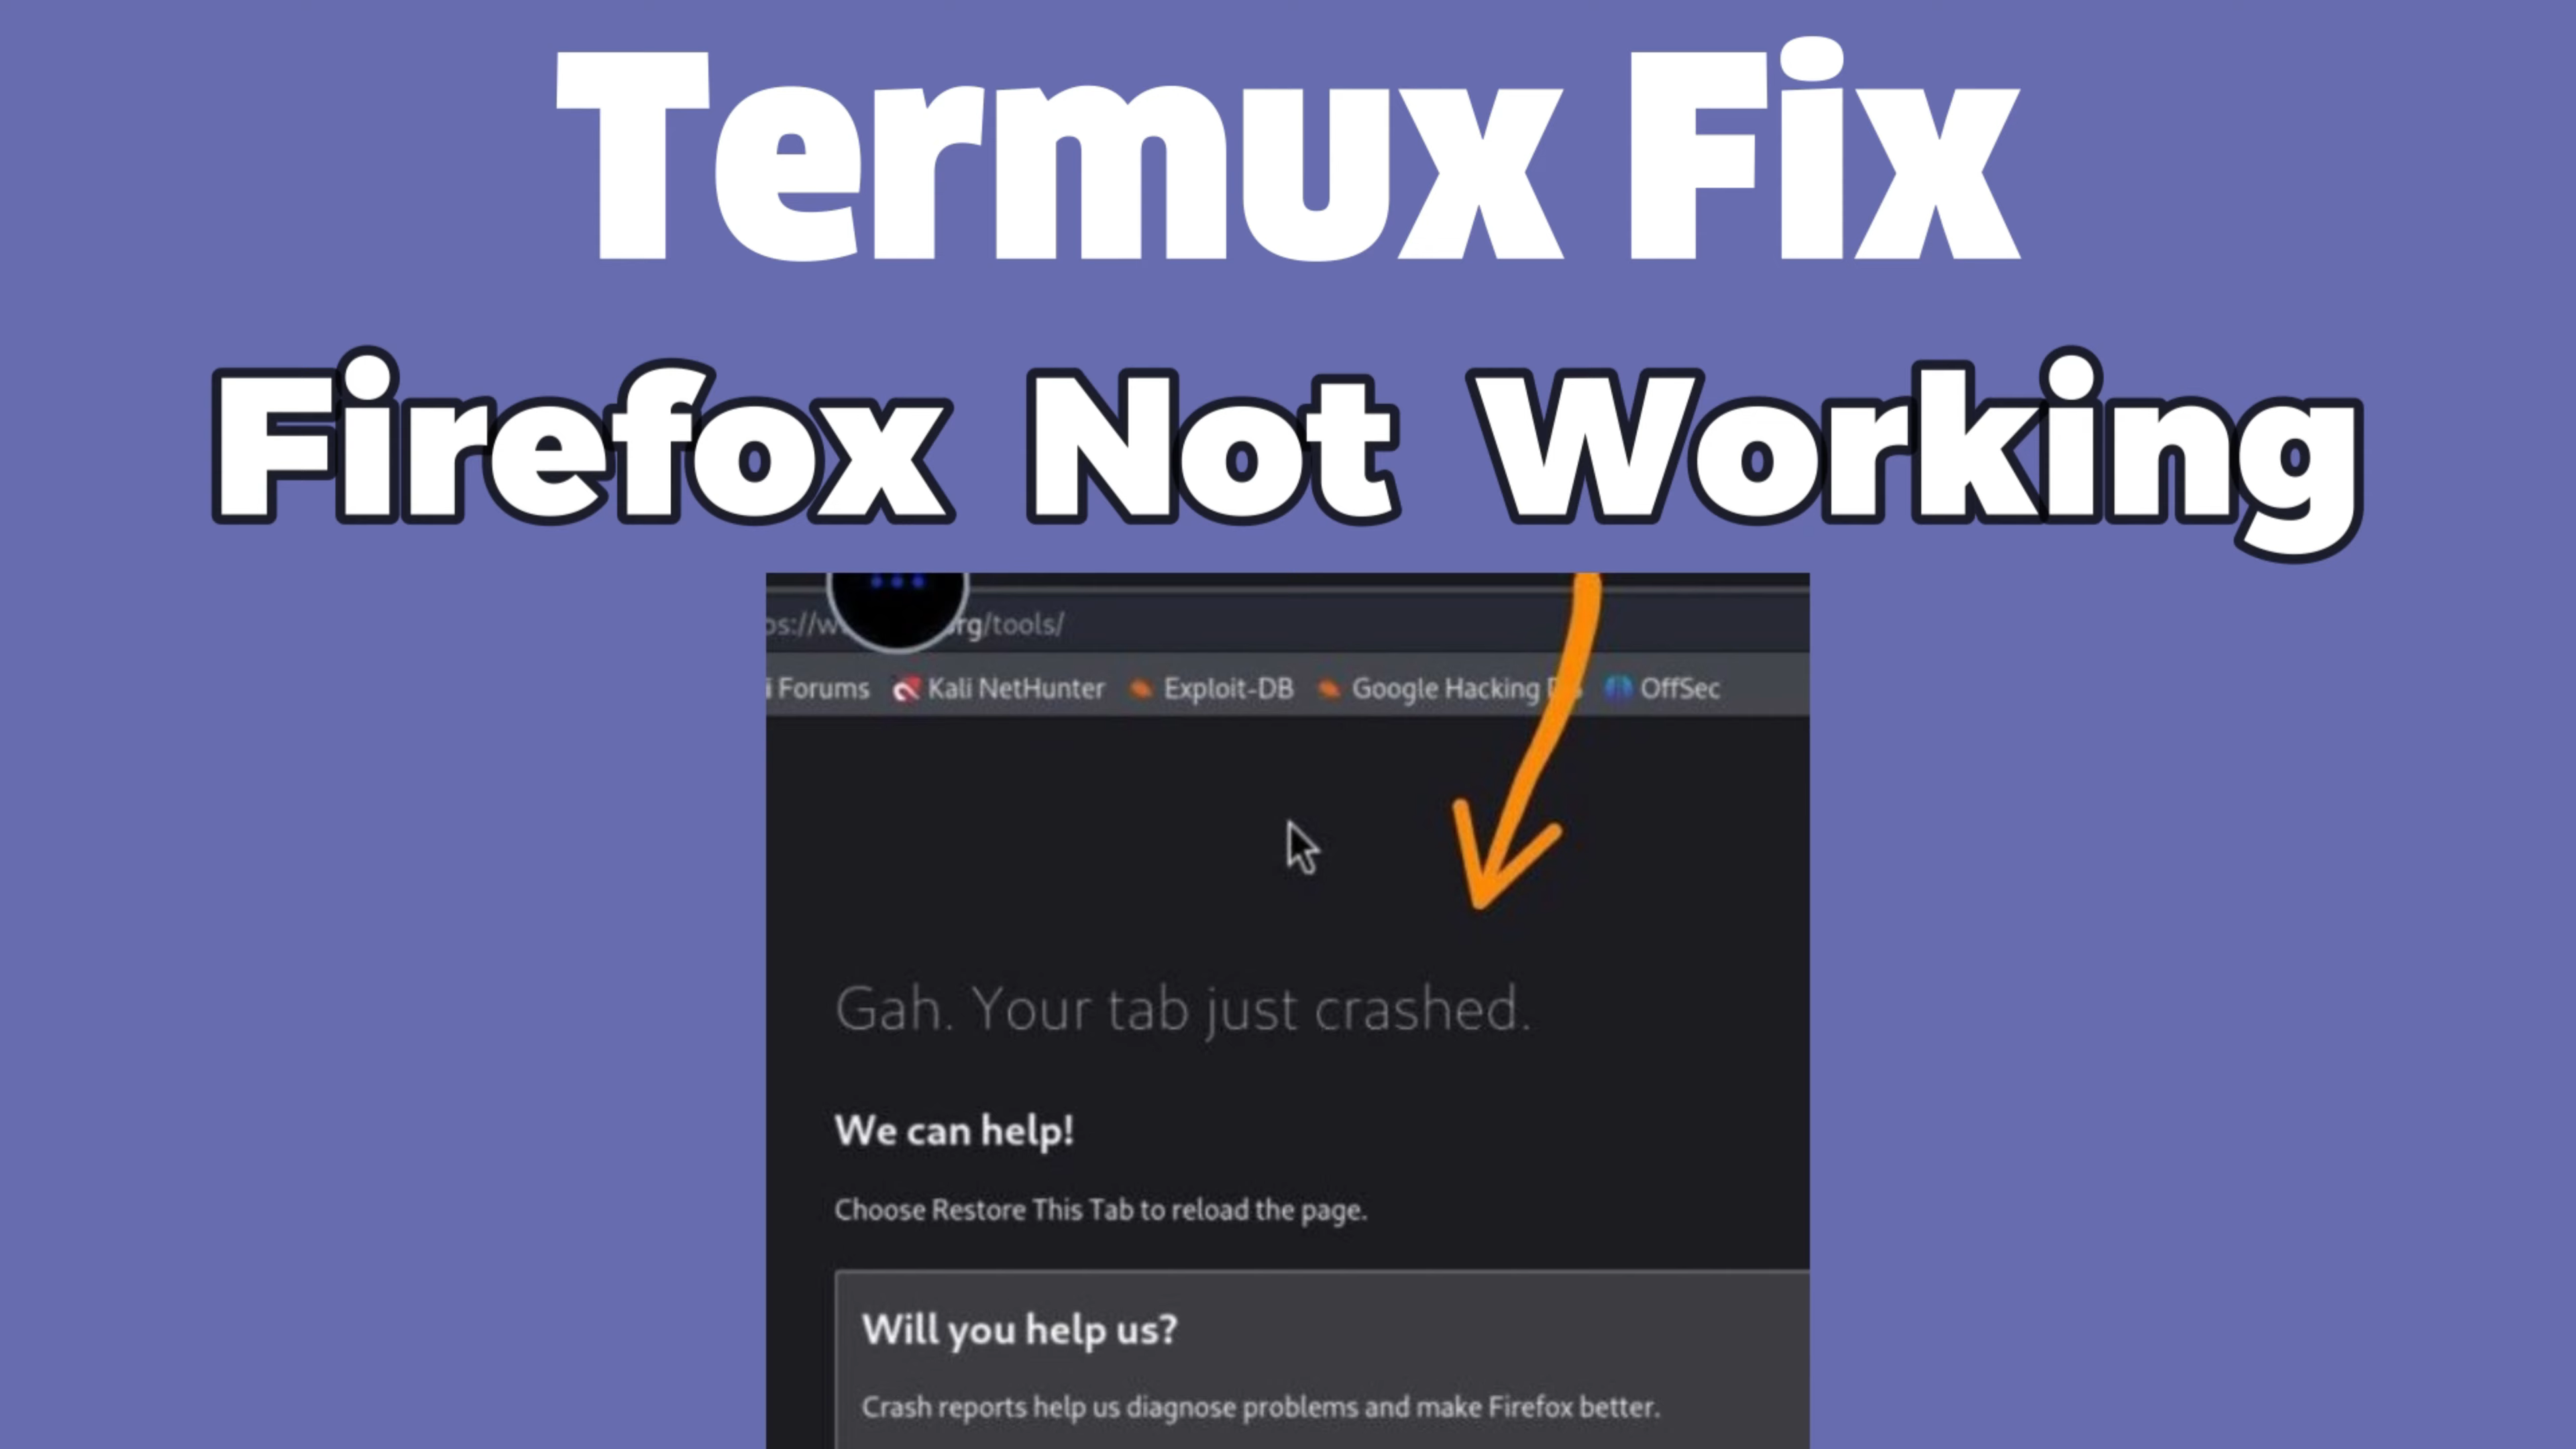 Termux Fix
Firefox Not Working
rg/tools/
Forums Kali NetHunter Exploit-DB Google Hacking OffSec
Gah. Your tab just crashed.
We can help!
Choose Restore This Tab to reload the page.
Will you help us?
Crash reports help us diagnose problems and make Firefox better.